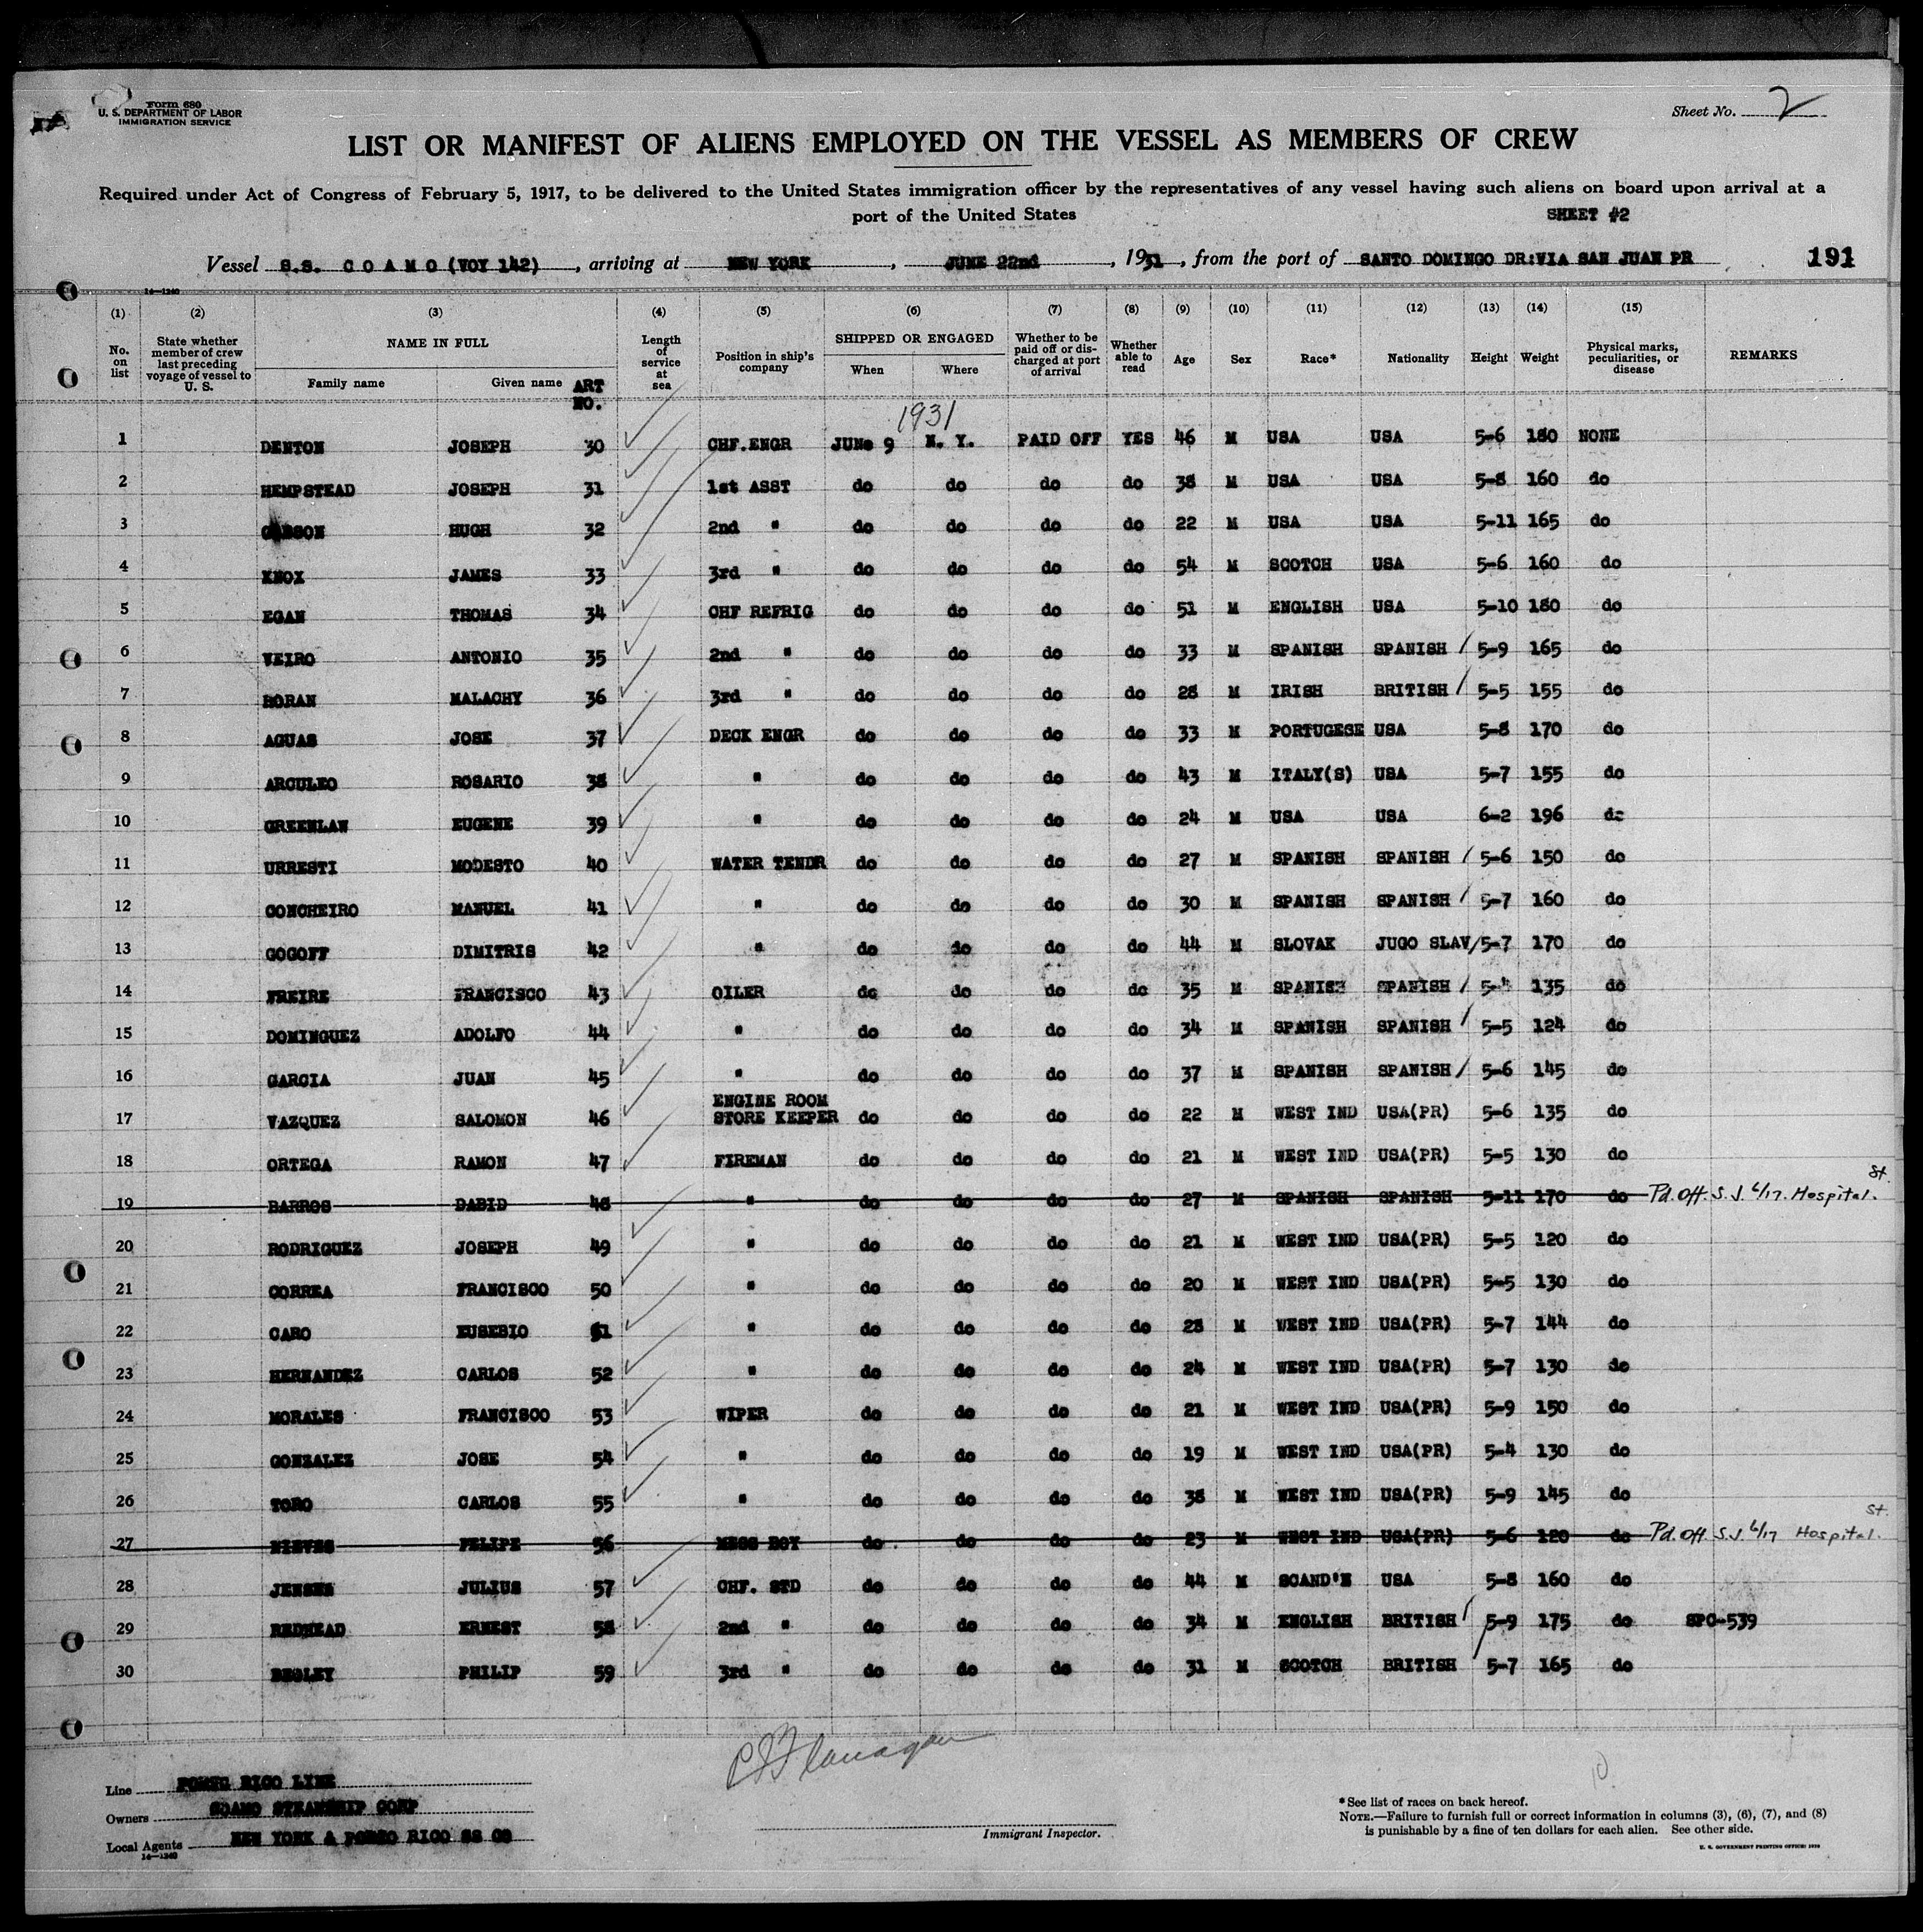 Form 680
U. S. DEPARTMENT OF LABOR
IMMIGRATION SERVICE
Sheet No. 2
LIST OR MANIFEST OF ALIENS EMPLOYED ON THE VESSEL AS MEMBERS OF CREW
Required under Act of Congress of February 5, 1917, to be delivered to the United States immigration officer by the representatives of any vessel having such aliens on board upon arrival at a
port of the United States
SHEET #2
Vessel S.S. COAMO (VOY 142), arriving at NEW YORK, JUNE 22nd, 1931, from the port of SANTO DOMINGO DR:VIA SAN JUAN PR 191
14—1240
(1) (2) (3) (4) (5) (6) (7) (8) (9) (10) (11) (12) (13) (14) (15)
No. on list State whether member of crew last preceding voyage of vessel to U. S. NAME IN FULL Family name Given name ART NO. Length of service at sea Position in ship's company SHIPPED OR ENGAGED When Where Whether to be paid off or discharged at port of arrival Whether able to read Age Sex Race* Nationality Height Weight Physical marks, peculiarities, or disease REMARKS
1931
1 DENTON JOSEPH 30 CHF.ENGR JUNe 9 N. Y. PAID OFF YES 46 M USA USA 5-6 180 NONE
2 HEMPSTEAD JOSEPH 31 1st ASST do do do do 38 M USA USA 5-8 160 do
3 HUGH 32 2nd " do do do do 22 M USA USA 5-11 165 do
4 KNOX JAMES 33 3rd " do do do do 54 M SCOTCH USA 5-6 160 do
5 EGAN THOMAS 34 CHF REFRIG do do do do 51 M ENGLISH USA 5-10 180 do
6 VEIRO ANTONIO 35 2nd " do do do do 33 M SPANISH SPANISH / 5-9 165 do
7 HORAN MALACHY 36 3rd " do do do do 28 M IRISH BRITISH / 5-5 155 do
8 AGUAS JOSE 37 DECK ENGR do do do do 33 M PORTUGESE USA 5-8 170 do
9 ARCULEO ROSARIO 38 " do do do do 43 M ITALY(S) USA 5-7 155 do
10 GREENLAW EUGENE 39 " do do do do 24 M USA USA 6-2 196 do
11 URRESTI MODESTO 40 WATER TENDR do do do do 27 M SPANISH SPANISH / 5-6 150 do
12 CONCHEIRO MANUEL 41 " do do do do 30 M SPANISH SPANISH / 5-7 160 do
13 GOGOFF DIMITRIS 42 " do do do do 44 M SLOVAK JUGO SLAV / 5-7 170 do
14 FREIRE FRANCISCO 43 OILER do do do do 35 M SPANISH SPANISH / 5-4 135 do
15 DOMINGUEZ ADOLFO 44 " do do do do 34 M SPANISH SPANISH / 5-5 124 do
16 GARCIA JUAN 45 " do do do do 37 M SPANISH SPANISH / 5-6 145 do
17 VAZQUEZ SALOMON 46 ENGINE ROOM STORE KEEPER do do do do 22 M WEST IND USA(PR) 5-6 135 do
18 ORTEGA RAMON 47 FIREMAN do do do do 21 M WEST IND USA(PR) 5-5 130 do
19 BARROS DABID 48 " do do do do 27 M SPANISH SPANISH 5-11 170 do Pd. Off. S.J. 6/17. Hospital. St.
20 RODRIGUEZ JOSEPH 49 " do do do do 21 M WEST IND USA(PR) 5-5 120 do
21 CORREA FRANCISCO 50 " do do do do 20 M WEST IND USA(PR) 5-5 130 do
22 CARO EUSEBIO 51 " do do do do 28 M WEST IND USA(PR) 5-7 144 do
23 HERNANDEZ CARLOS 52 " do do do do 24 M WEST IND USA(PR) 5-7 130 do
24 MORALES FRANCISCO 53 WIPER do do do do 21 M WEST IND USA(PR) 5-9 150 do
25 GONZALEZ JOSE 54 " do do do do 19 M WEST IND USA(PR) 5-4 130 do
26 TORO CARLOS 55 " do do do do 38 M WEST IND USA(PR) 5-9 145 do
27 NIEVES FELIPE 56 MESS BOY do do do do 23 M WEST IND USA(PR) 5-6 120 do Pd. Off. S.J. 6/17 Hospital. St.
28 JENSEN JULIUS 57 CHF. STD do do do do 44 M SCAND'N USA 5-8 160 do
29 REDHEAD ERNEST 58 2nd " do do do do 34 M ENGLISH BRITISH / 5-9 175 do SPO-539
30 BEGLEY PHILIP 59 3rd " do do do do 31 M SCOTCH BRITISH / 5-7 165 do
Flanagan
10
Line PORTO RICO LINE
Owners COAMO STEAMSHIP CORP
Local Agents NEW YORK & PORTO RICO SS CO
14—1240
Immigrant Inspector.
*See list of races on back hereof.
NOTE.—Failure to furnish full or correct information in columns (3), (6), (7), and (8)
is punishable by a fine of ten dollars for each alien. See other side.
U. S. GOVERNMENT PRINTING OFFICE: 1930